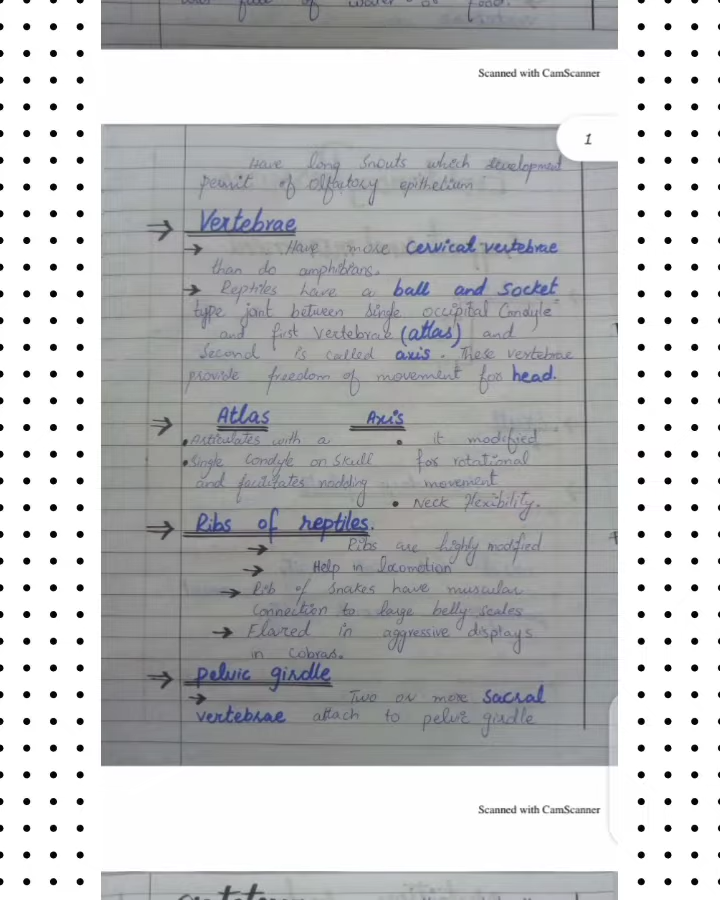 Scanned with CamScanner
1
Have long snouts which development
permit of olfactory epithelium
⇒ Vertebrae
→ Have more cervical vertebrae
than do amphibians.
→ Reptiles have a ball and socket
type joint between single occipital Condyle
and first Vertebrae (atlas) and
Second is called axis. These vertebrae
provide freedom of movement for head.
⇒ Atlas Axis
• Articulates with a • it modified
• Single Condyle on Skull for rotational
and facilitates nodding movement
• Neck flexibility.
⇒ Ribs of reptiles.
→ Ribs are highly modified
→ Help in locomotion
→ Rib of Snakes have muscular
Connection to large belly scales
→ Flared in aggressive displays
in Cobras.
⇒ pelvic girdle
→ Two or more sacral
vertebrae attach to pelvic girdle
Scanned with CamScanner